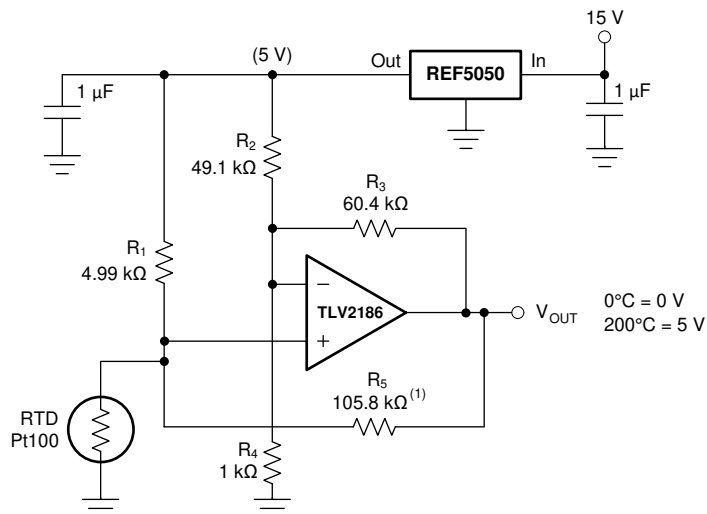 15 V
(5 V)
Out
REF5050
In
1 µF
1 µF
R2
49.1 kΩ
R3
60.4 kΩ
R1
4.99 kΩ
−
TLV2186
+
VOUT
0°C = 0 V
200°C = 5 V
R5
105.8 kΩ(1)
RTD
Pt100
R4
1 kΩ